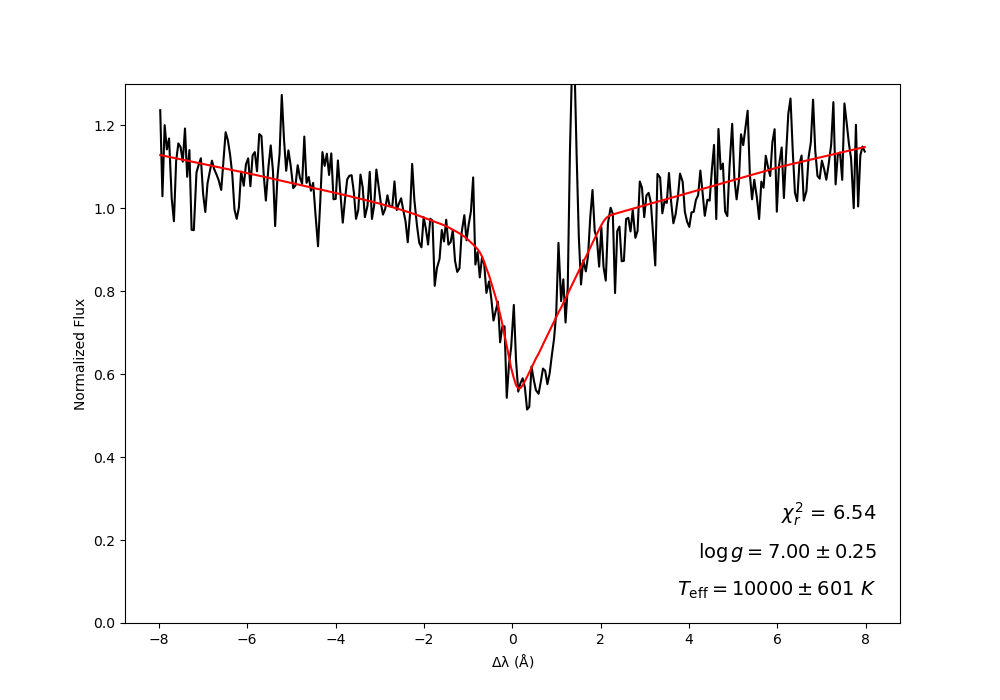 1.2
1.0
0.8
0.6
0.4
0.2
0.0
Normalized Flux
χ²ᵣ = 6.54
log g = 7.00 ± 0.25
T_eff = 10000 ± 601 K
−8 −6 −4 −2 0 2 4 6 8
Δλ (Å)